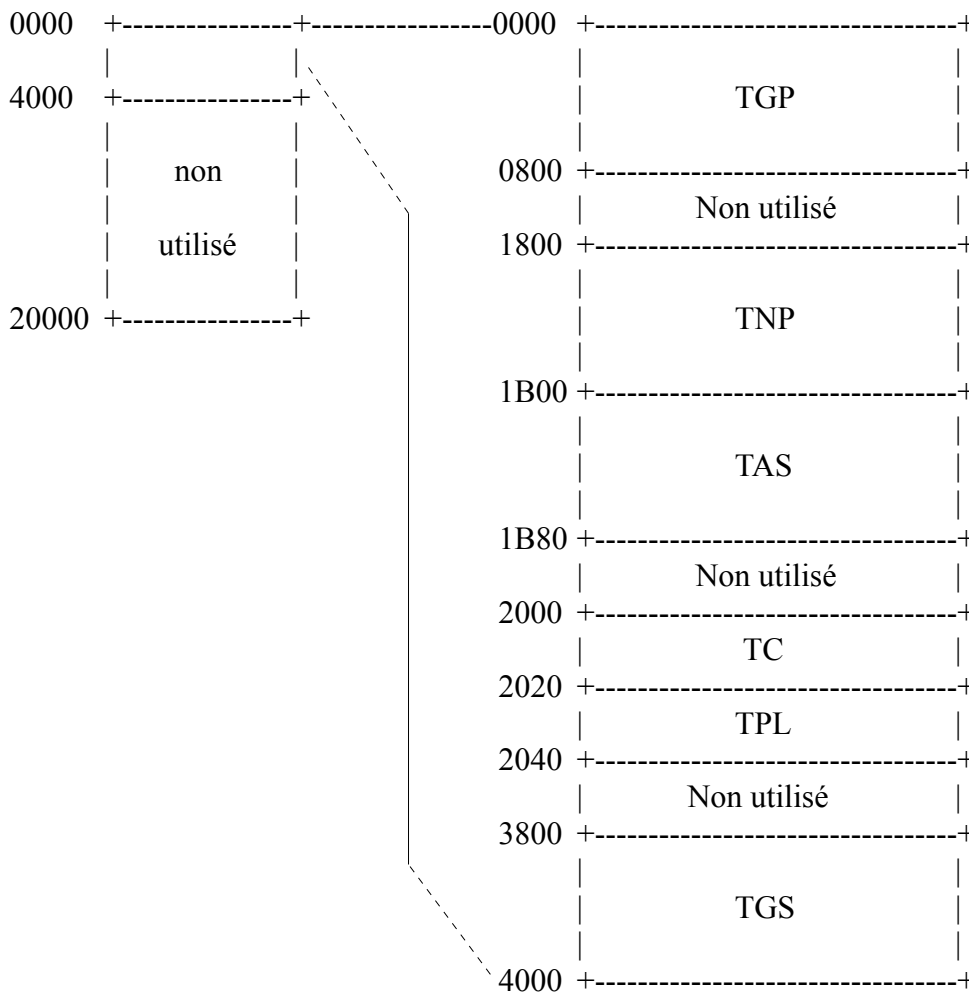 0000 +----------------+-----------------0000 +----------------------------------+
TGP
4000 +----------------+
0800 +----------------------------------+
non
Non utilisé
utilisé
1800 +----------------------------------+
TNP
20000 +----------------+
1B00 +----------------------------------+
TAS
1B80 +----------------------------------+
Non utilisé
2000 +----------------------------------+
TC
2020 +----------------------------------+
TPL
2040 +----------------------------------+
Non utilisé
3800 +----------------------------------+
TGS
4000 +----------------------------------+